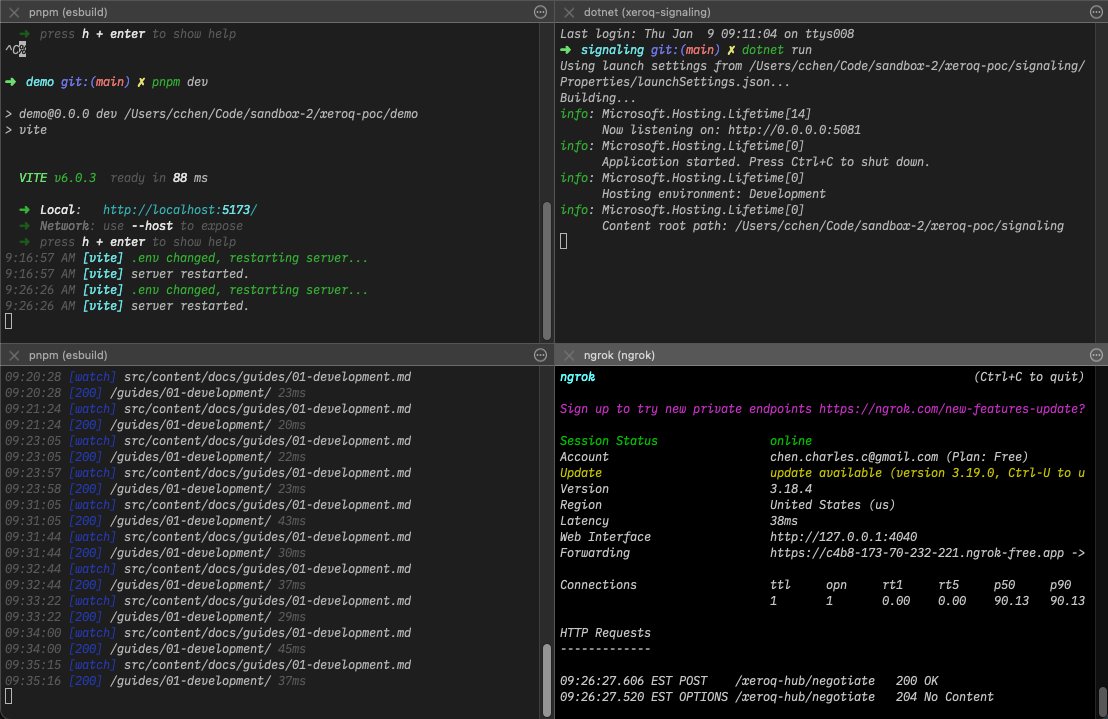 pnpm (esbuild)
➜ press h + enter to show help
^C%
➜ demo git:(main) ✗ pnpm dev
> demo@0.0.0 dev /Users/cchen/Code/sandbox-2/xeroq-poc/demo
> vite
VITE v6.0.3 ready in 88 ms
➜ Local: http://localhost:5173/
➜ Network: use --host to expose
➜ press h + enter to show help
9:16:57 AM [vite] .env changed, restarting server...
9:16:57 AM [vite] server restarted.
9:26:26 AM [vite] .env changed, restarting server...
9:26:26 AM [vite] server restarted.
dotnet (xeroq-signaling)
Last login: Thu Jan  9 09:11:04 on ttys008
➜ signaling git:(main) ✗ dotnet run
Using launch settings from /Users/cchen/Code/sandbox-2/xeroq-poc/signaling/
Properties/launchSettings.json...
Building...
info: Microsoft.Hosting.Lifetime[14]
Now listening on: http://0.0.0.0:5081
info: Microsoft.Hosting.Lifetime[0]
Application started. Press Ctrl+C to shut down.
info: Microsoft.Hosting.Lifetime[0]
Hosting environment: Development
info: Microsoft.Hosting.Lifetime[0]
Content root path: /Users/cchen/Code/sandbox-2/xeroq-poc/signaling
pnpm (esbuild)
09:20:28 [watch] src/content/docs/guides/01-development.md
09:20:28 [200] /guides/01-development/ 23ms
09:21:24 [watch] src/content/docs/guides/01-development.md
09:21:24 [200] /guides/01-development/ 20ms
09:23:05 [watch] src/content/docs/guides/01-development.md
09:23:05 [200] /guides/01-development/ 22ms
09:23:57 [watch] src/content/docs/guides/01-development.md
09:23:58 [200] /guides/01-development/ 23ms
09:31:05 [watch] src/content/docs/guides/01-development.md
09:31:05 [200] /guides/01-development/ 43ms
09:31:44 [watch] src/content/docs/guides/01-development.md
09:31:44 [200] /guides/01-development/ 30ms
09:32:44 [watch] src/content/docs/guides/01-development.md
09:32:44 [200] /guides/01-development/ 37ms
09:33:22 [watch] src/content/docs/guides/01-development.md
09:33:22 [200] /guides/01-development/ 29ms
09:34:00 [watch] src/content/docs/guides/01-development.md
09:34:00 [200] /guides/01-development/ 45ms
09:35:15 [watch] src/content/docs/guides/01-development.md
09:35:16 [200] /guides/01-development/ 37ms
ngrok (ngrok)
ngrok (Ctrl+C to quit)
Sign up to try new private endpoints https://ngrok.com/new-features-update?
Session Status online
Account chen.charles.c@gmail.com (Plan: Free)
Update update available (version 3.19.0, Ctrl-U to u
Version 3.18.4
Region United States (us)
Latency 38ms
Web Interface http://127.0.0.1:4040
Forwarding https://c4b8-173-70-232-221.ngrok-free.app ->
Connections ttl opn rt1 rt5 p50 p90
1 1 0.00 0.00 90.13 90.13
HTTP Requests
-------------
09:26:27.606 EST POST /xeroq-hub/negotiate 200 OK
09:26:27.520 EST OPTIONS /xeroq-hub/negotiate 204 No Content